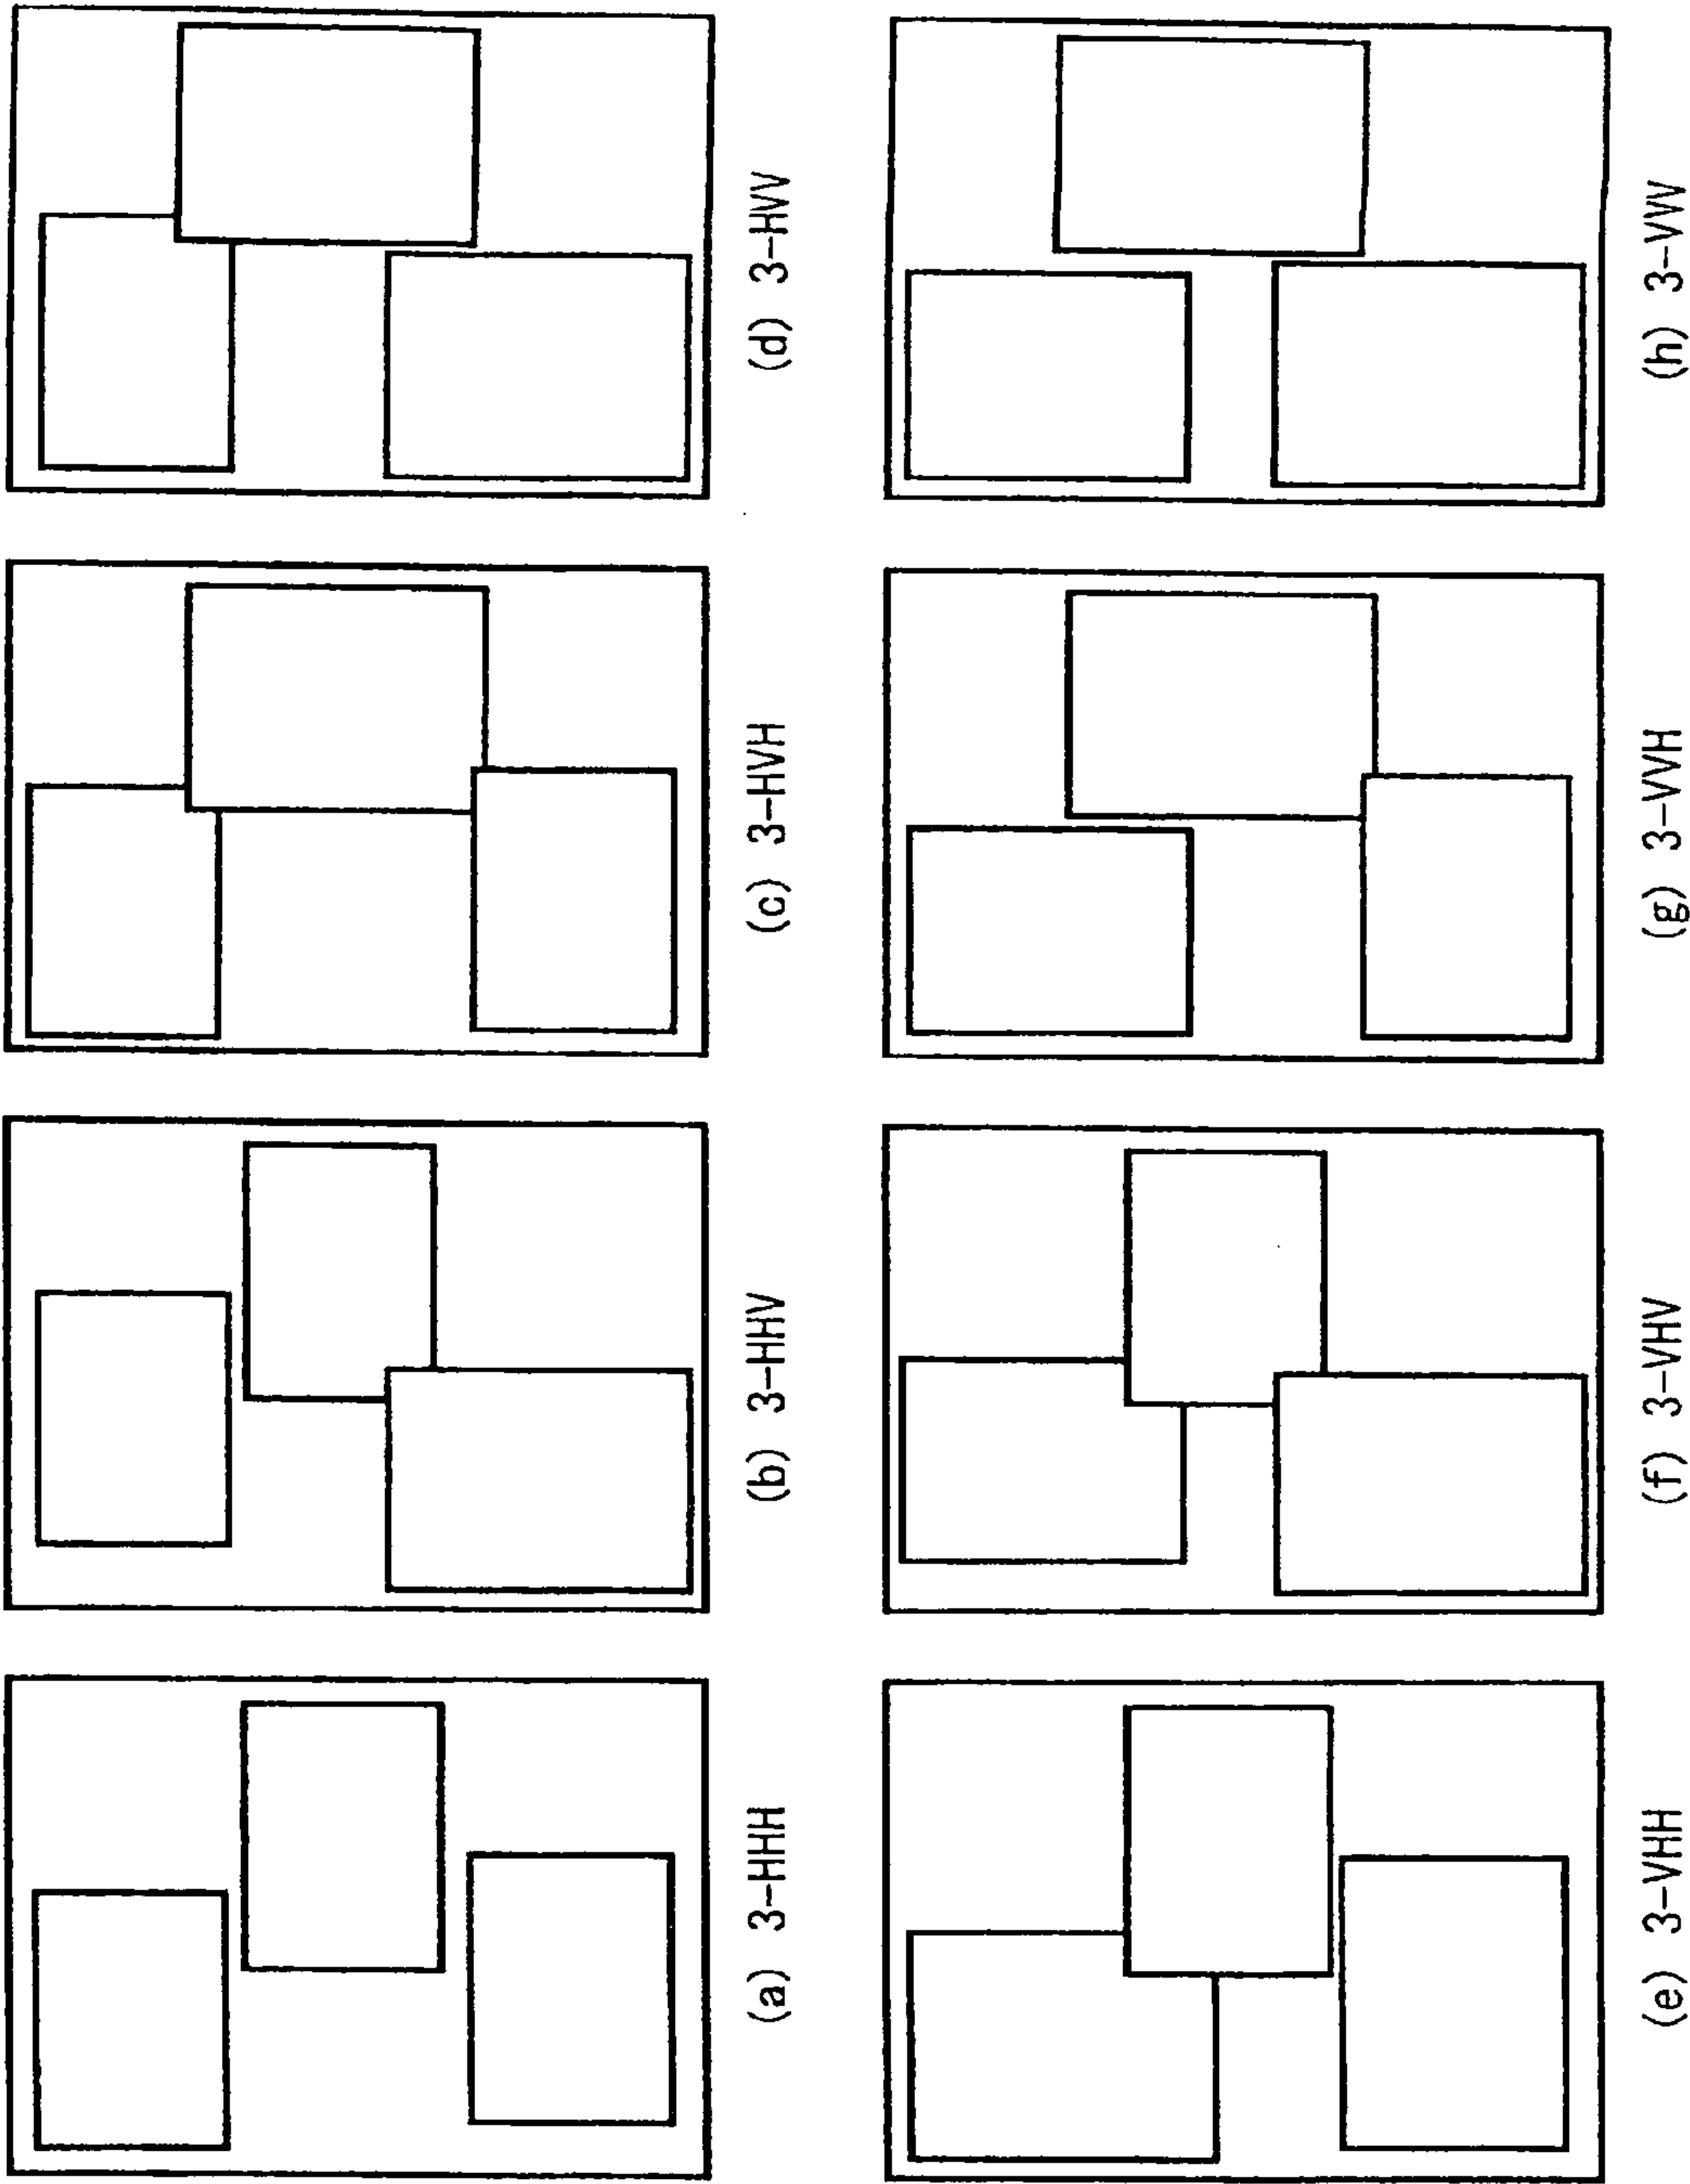 (a) 3-HHH
(b) 3-HHV
(c) 3-HVH
(d) 3-HVV
(e) 3-VHH
(f) 3-VHV
(g) 3-VVH
(h) 3-VVV